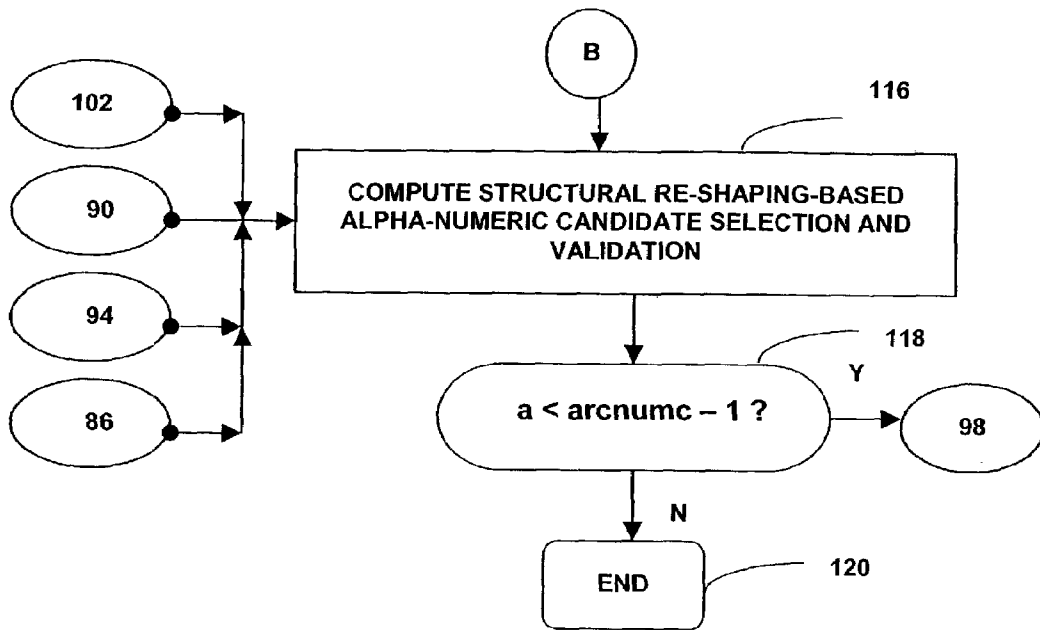 B
102
116
COMPUTE STRUCTURAL RE-SHAPING-BASED
ALPHA-NUMERIC CANDIDATE SELECTION AND
VALIDATION
90
94
118
Y
a < arcnumc – 1 ?
98
86
N
END
120